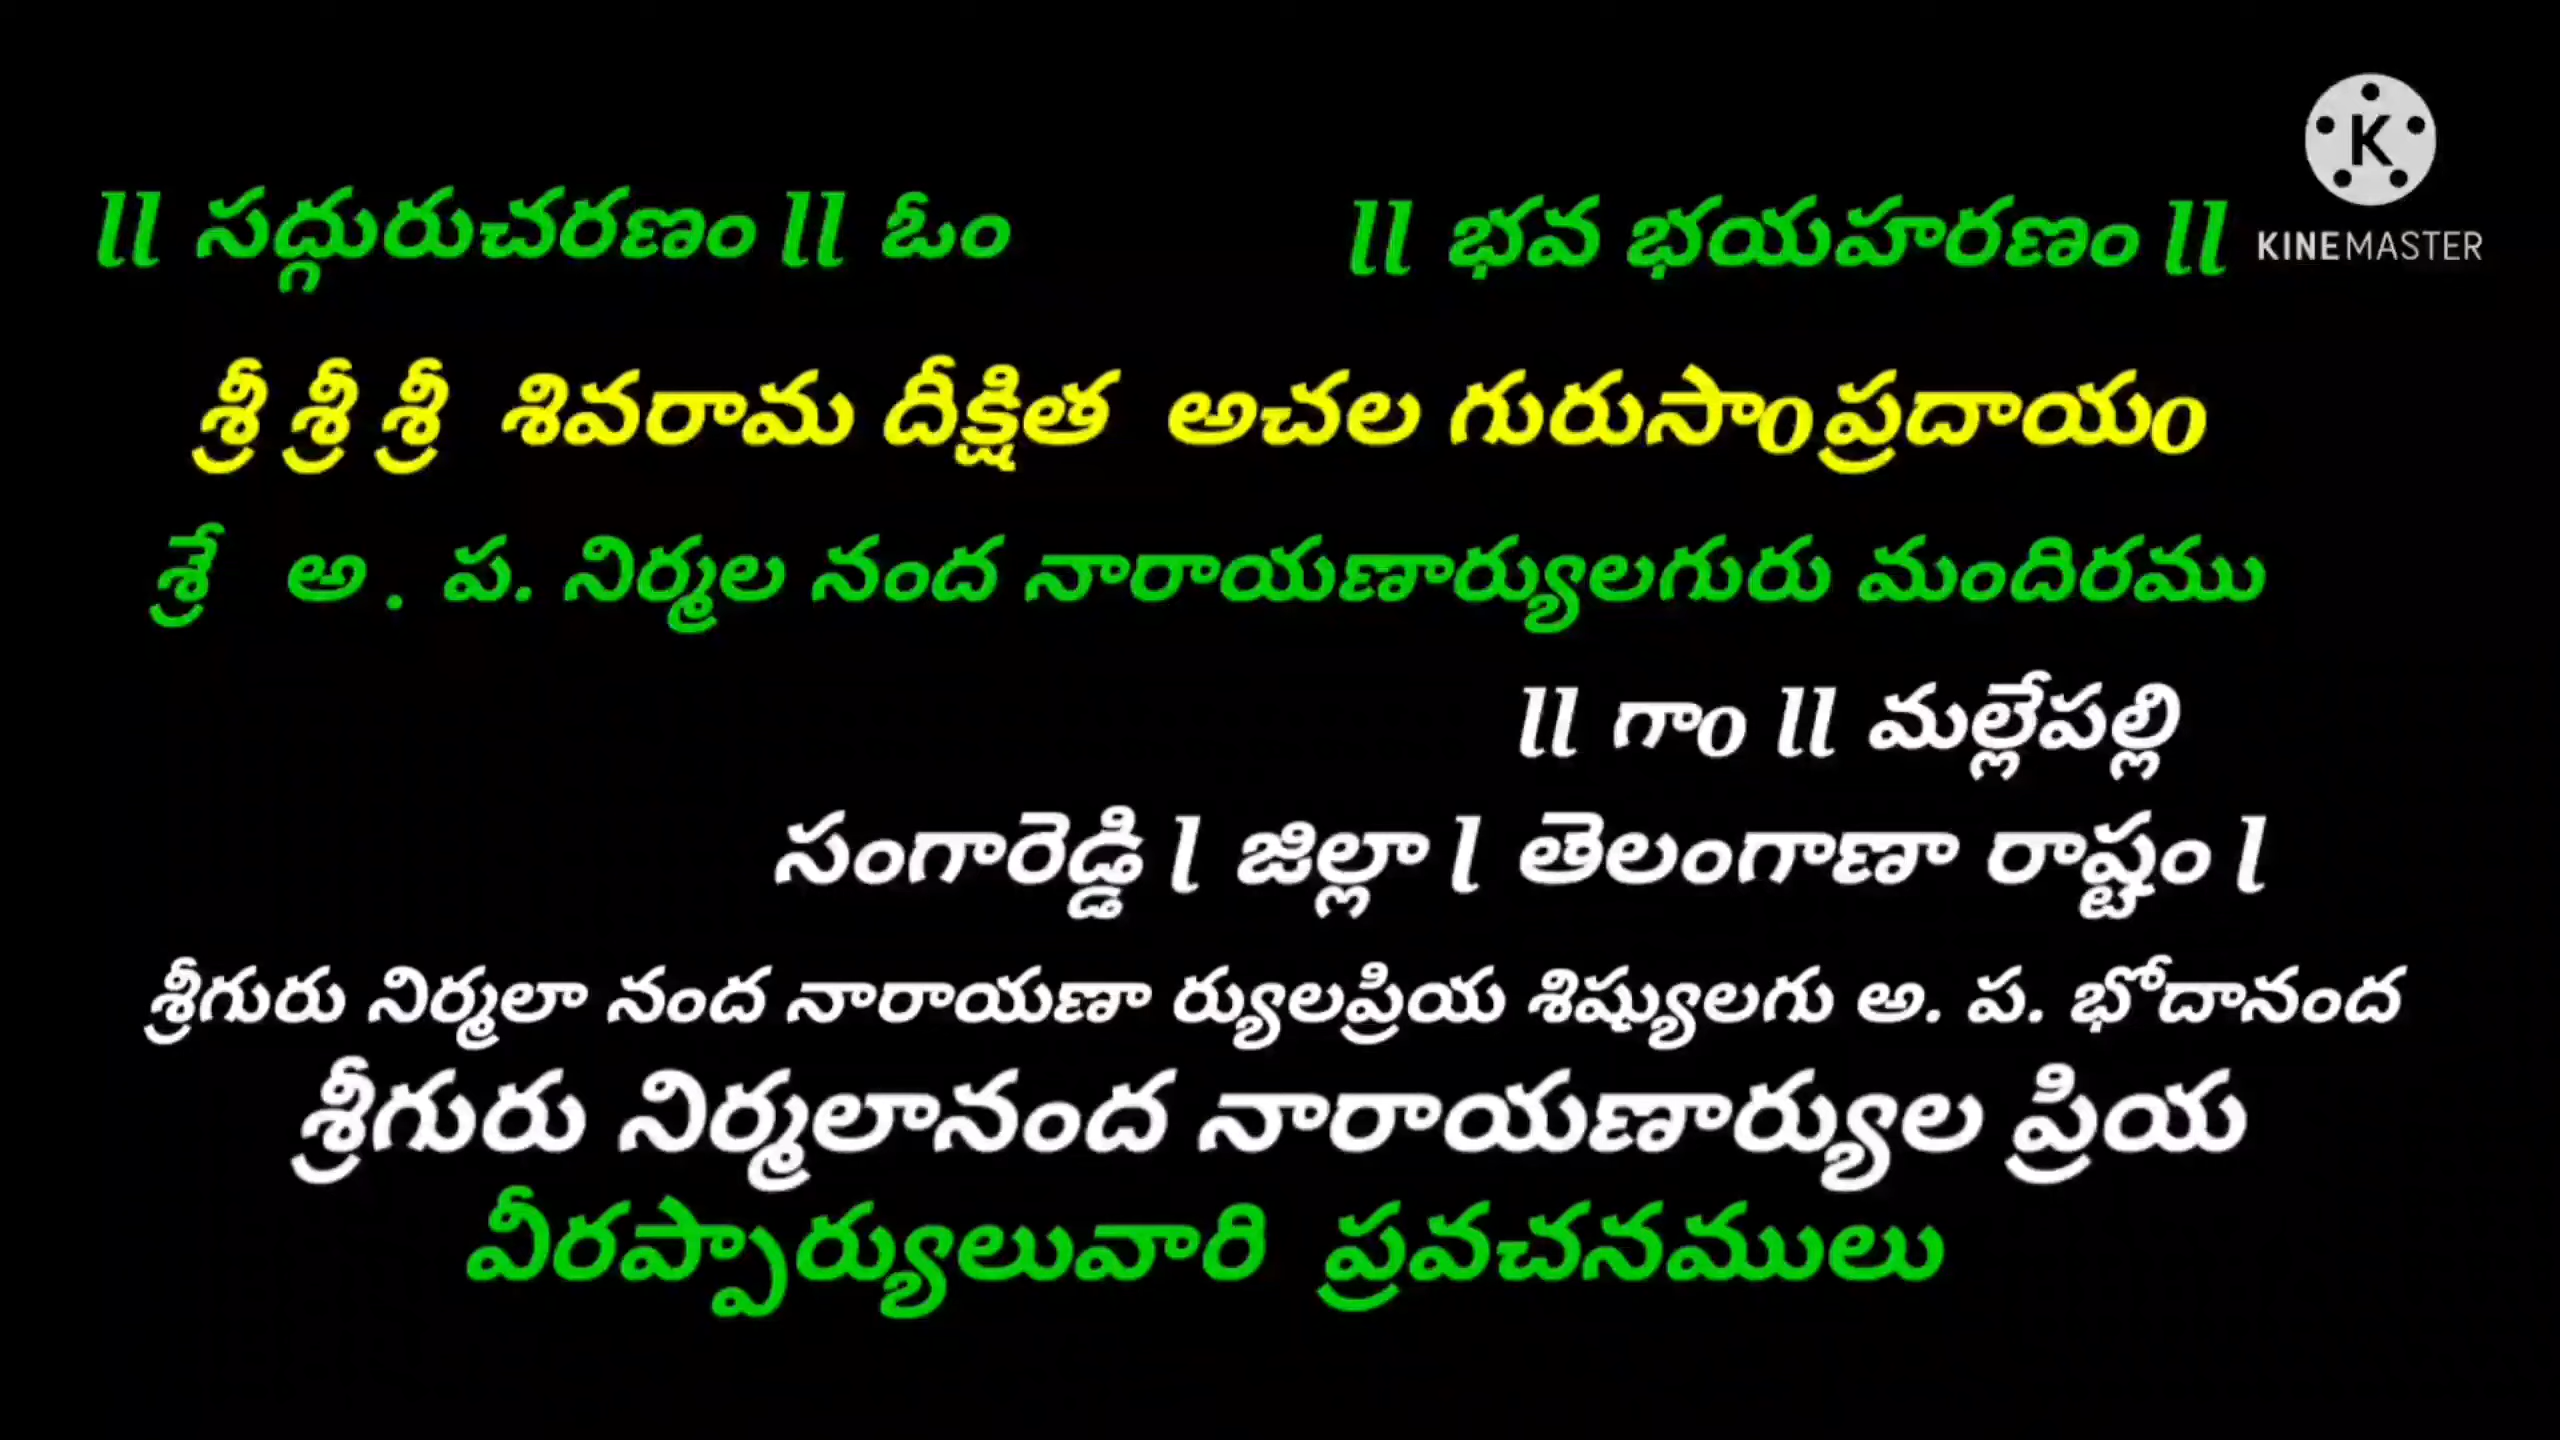 ll సద్గురుచరణం ll ఓం ll భవ భయహరణం ll
KINEMASTER
శ్రీ శ్రీ శ్రీ శివరామ దీక్షిత అచల గురుసాంప్రదాయం
శ్రే అ. ప. నిర్మల నంద నారాయణార్యులగురు మందిరము
ll గాం ll మల్లేపల్లి
సంగారెడ్డి l జిల్లా l తెలంగాణా రాష్టం l
శ్రీగురు నిర్మలా నంద నారాయణా ర్యులప్రియ శిష్యులగు అ. ప. భోదానంద
శ్రీగురు నిర్మలానంద నారాయణార్యుల ప్రియ
వీరప్పార్యులువారి ప్రవచనములు